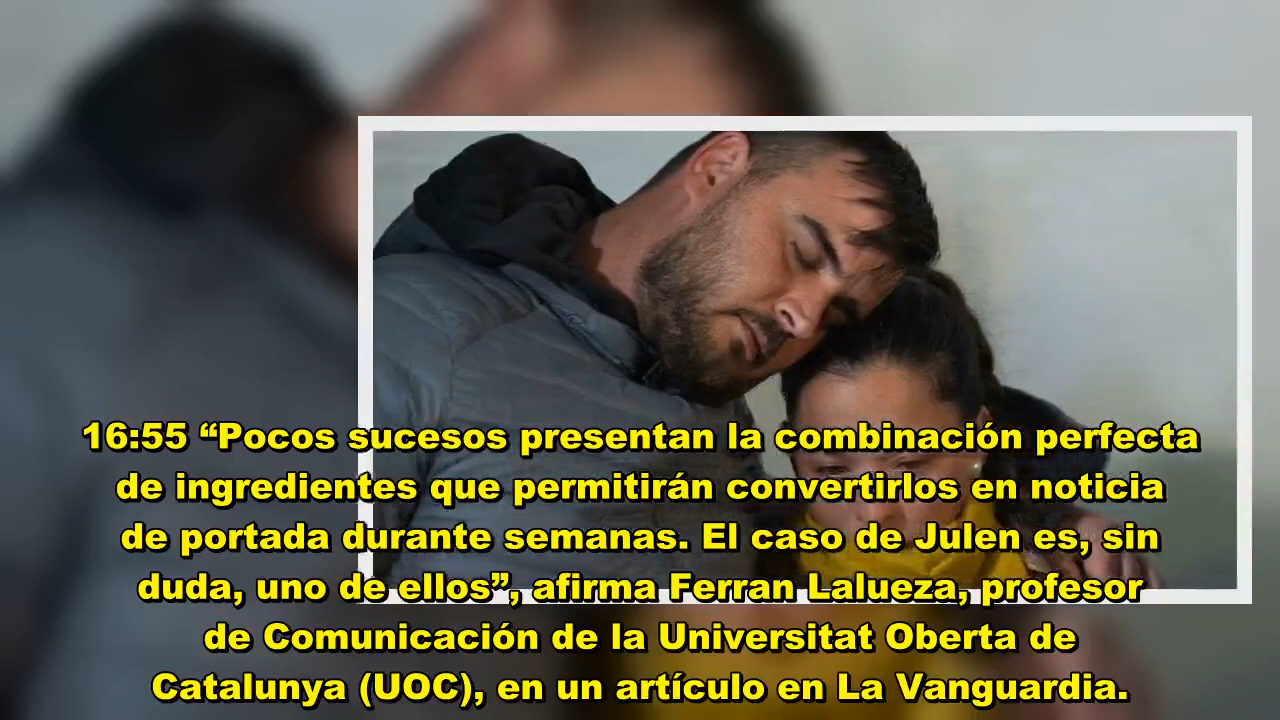 16:55 “Pocos sucesos presentan la combinación perfecta
de ingredientes que permitirán convertirlos en noticia
de portada durante semanas. El caso de Julen es, sin
duda, uno de ellos”, afirma Ferran Lalueza, profesor
de Comunicación de la Universitat Oberta de
Catalunya (UOC), en un artículo en La Vanguardia.